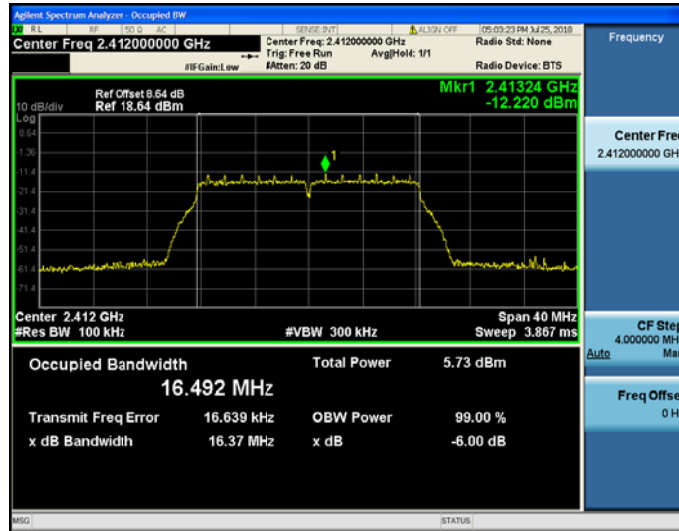 Agilent Spectrum Analyzer - Occupied BW
RL RF 50 Ω AC SENSE:INT ALIGN OFF 05:03:23 PM Jul 25, 2018
Center Freq 2.412000000 GHz
Center Freq: 2.412000000 GHz
Radio Std: None
Trig: Free Run Avg|Hold: 1/1
#IFGain:Low
#Atten: 20 dB
Radio Device: BTS
Frequency
Ref Offset 8.64 dB
Mkr1 2.41324 GHz
10 dB/div Ref 18.64 dBm
-12.220 dBm
Log
8.64
-1.36
-11.4
-21.4
-31.4
-41.4
-51.4
-61.4
-71.4
1
Center 2.412 GHz
Span 40 MHz
#Res BW 100 kHz
#VBW 300 kHz
Sweep 3.867 ms
Occupied Bandwidth
Total Power 5.73 dBm
16.492 MHz
Transmit Freq Error 16.639 kHz
OBW Power 99.00 %
x dB Bandwidth 16.37 MHz
x dB -6.00 dB
Center Fre
2.412000000 GH
CF Step
4.000000 MH
Auto Ma
Freq Offse
0 H
MSG STATUS